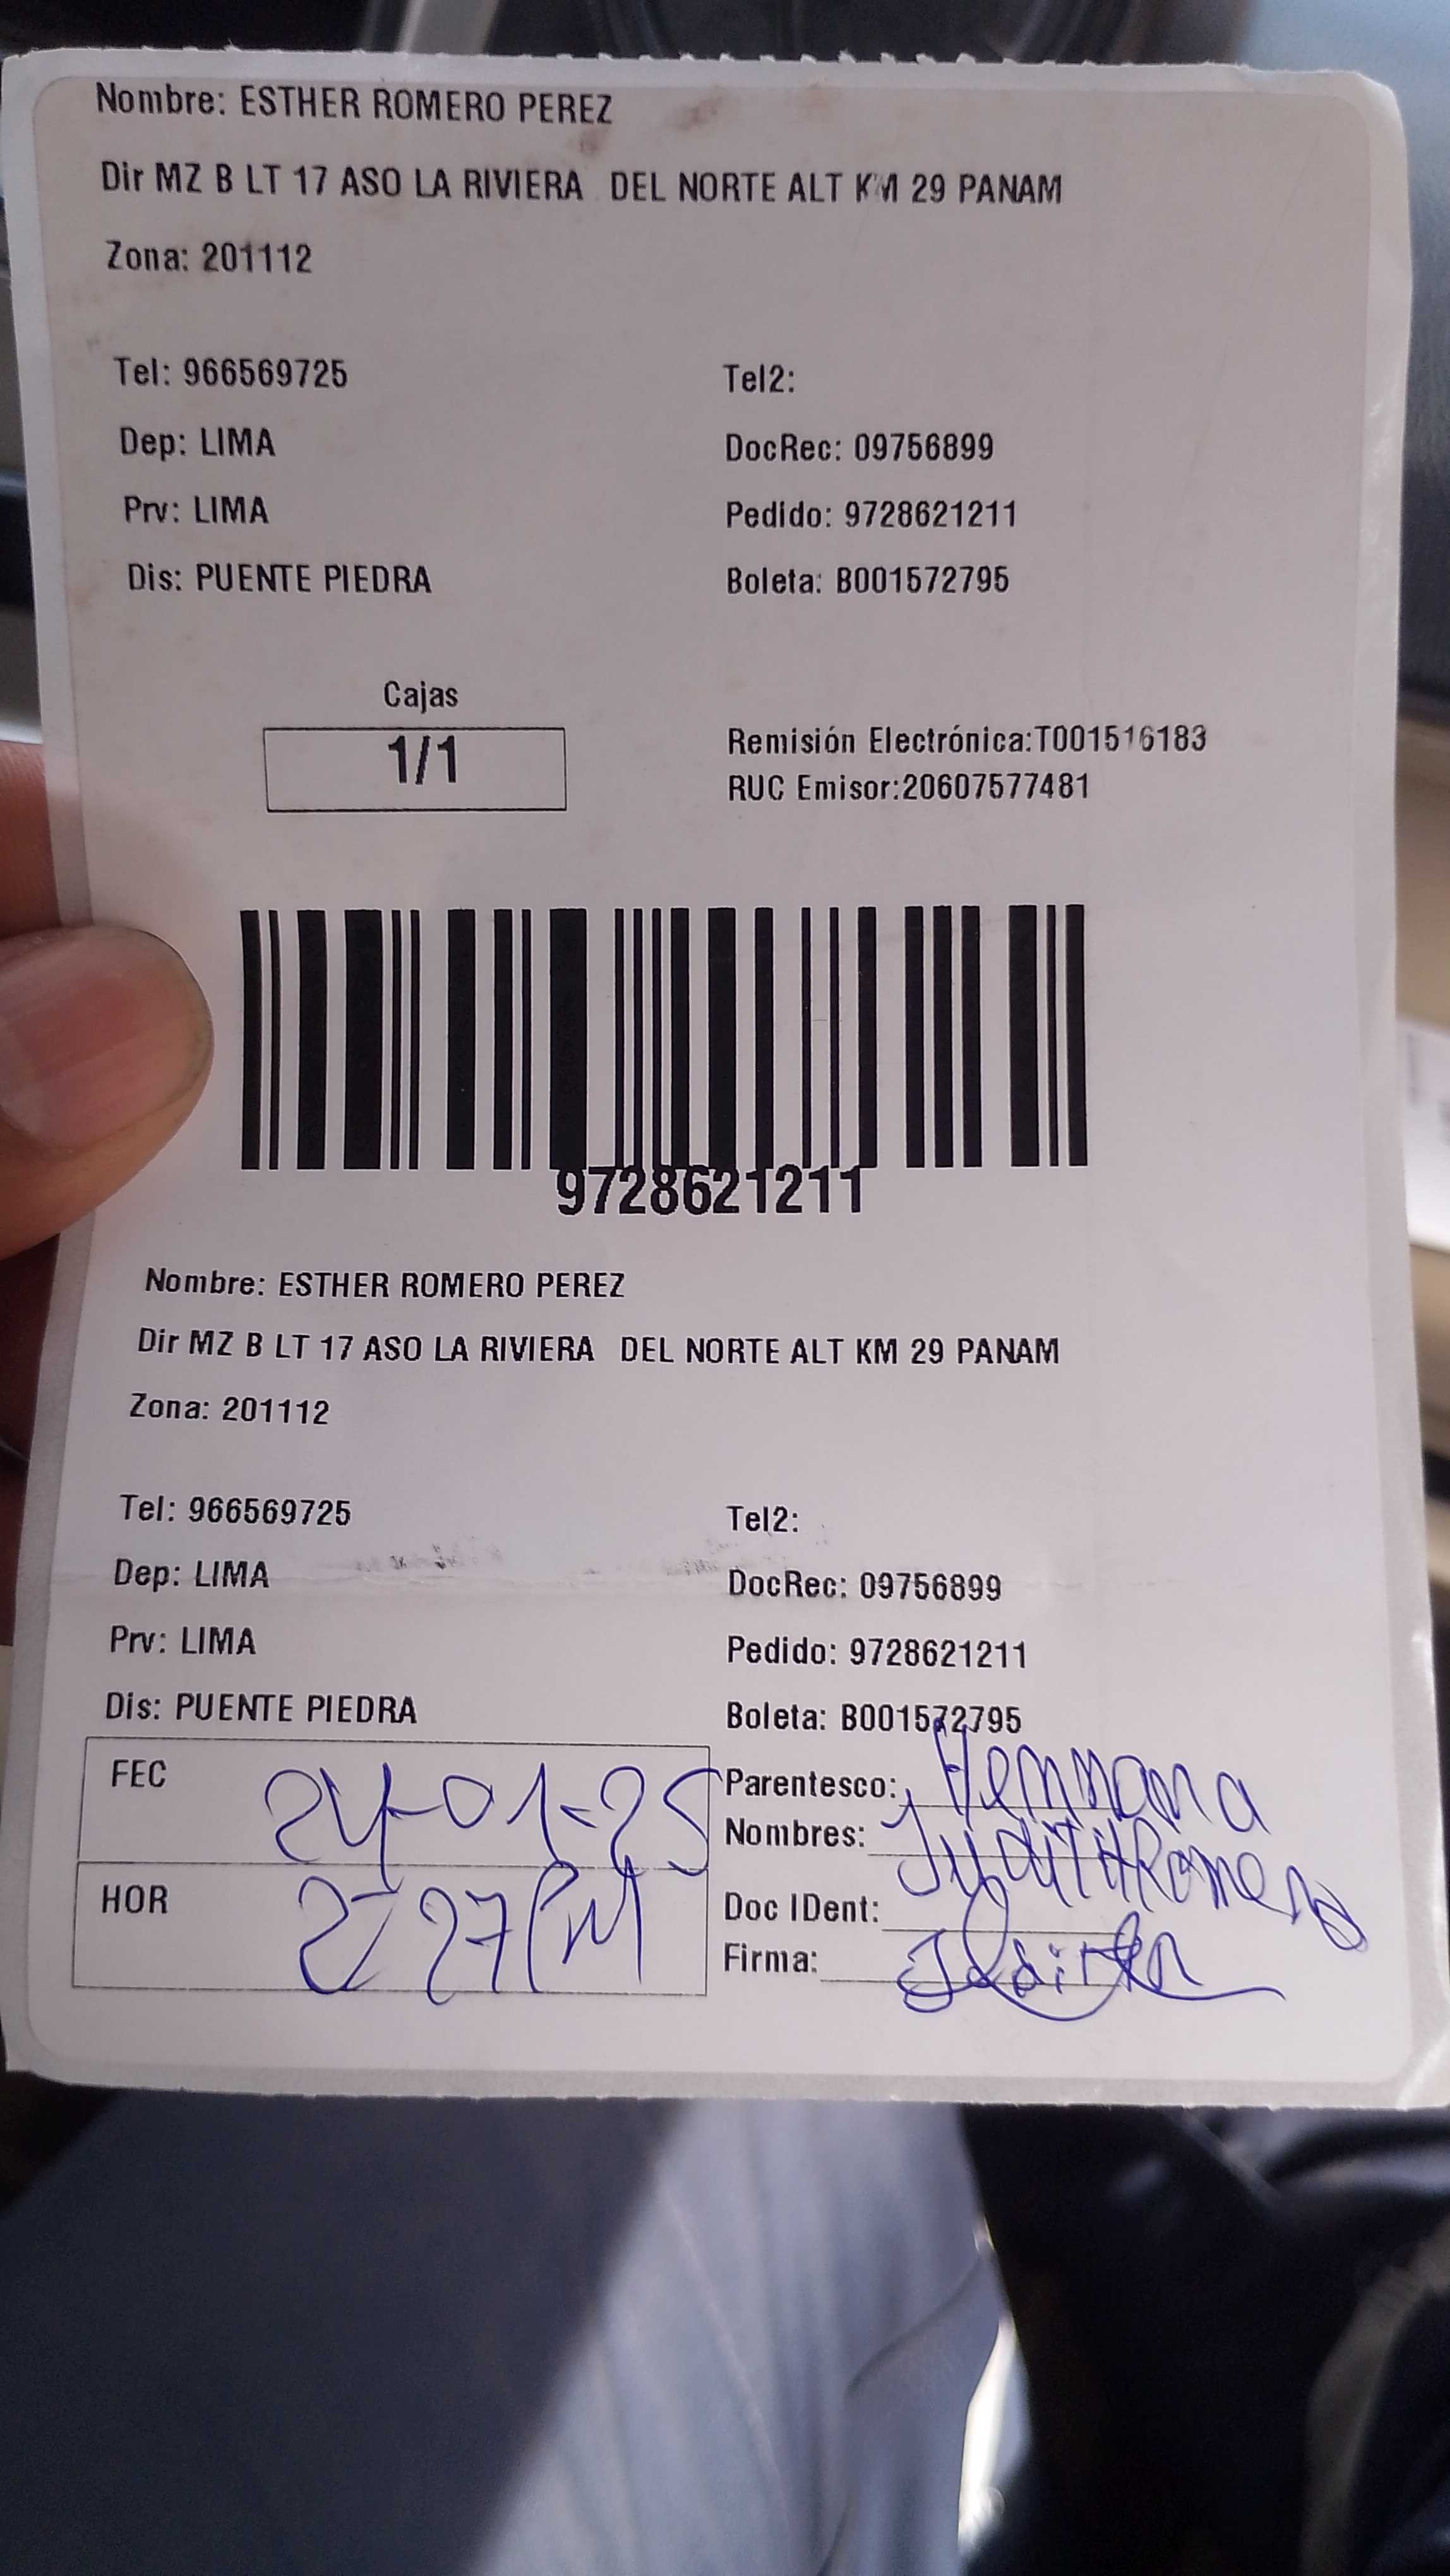 Nombre: ESTHER ROMERO PEREZ
Dir MZ B LT 17 ASO LA RIVIERA DEL NORTE ALT KM 29 PANAM
Zona: 201112
Tel: 966569725 Tel2:
Dep: LIMA DocRec: 09756899
Prv: LIMA Pedido: 9728621211
Dis: PUENTE PIEDRA Boleta: B001572795
Cajas
1/1
Remisión Electrónica:T001516183
RUC Emisor:20607577481
9728621211
Nombre: ESTHER ROMERO PEREZ
Dir MZ B LT 17 ASO LA RIVIERA DEL NORTE ALT KM 29 PANAM
Zona: 201112
Tel: 966569725 Tel2:
Dep: LIMA DocRec: 09756899
Prv: LIMA Pedido: 9728621211
Dis: PUENTE PIEDRA Boleta: B001572795
FEC 24-01-25
Parentesco: Hermana
Nombres: Judith Romero
HOR 2:27 PM
Doc IDent:
Firma: